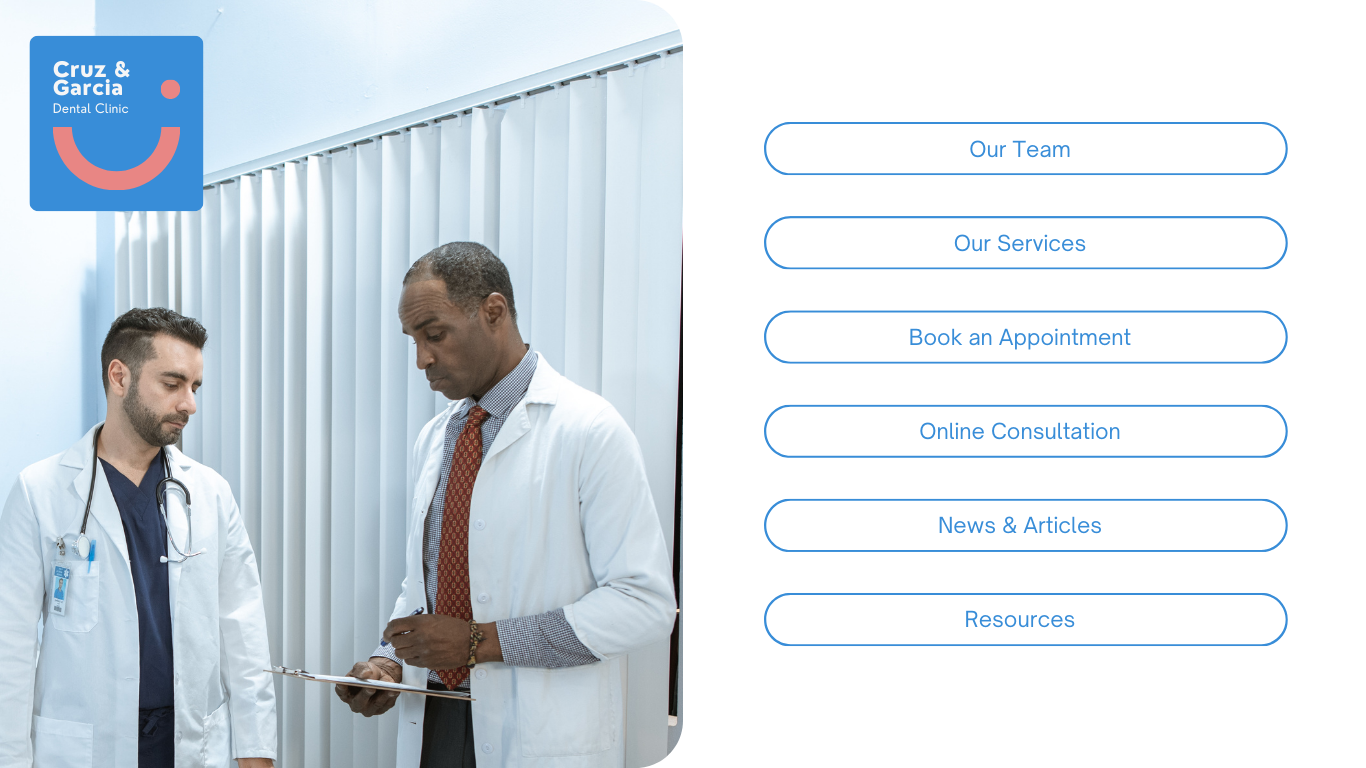 Cruz &
Garcia
Dental Clinic
Our Team
Our Services
Book an Appointment
Online Consultation
News & Articles
Resources